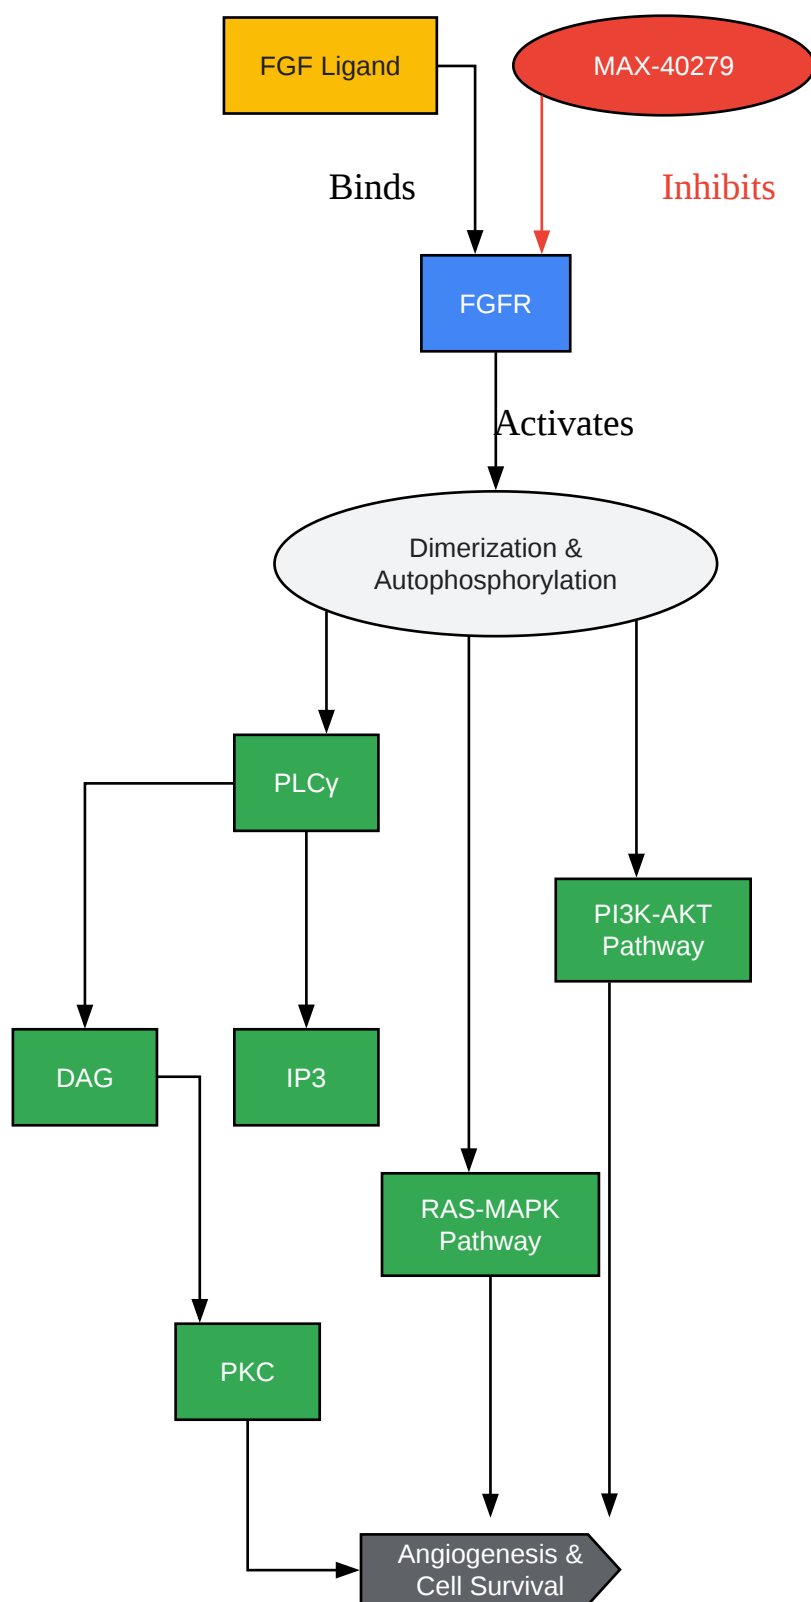 FGF Ligand
MAX-40279
Binds
Inhibits
FGFR
Activates
Dimerization &
Autophosphorylation
PLCγ
PI3K-AKT
Pathway
DAG
IP3
RAS-MAPK
Pathway
PKC
Angiogenesis &
Cell Survival